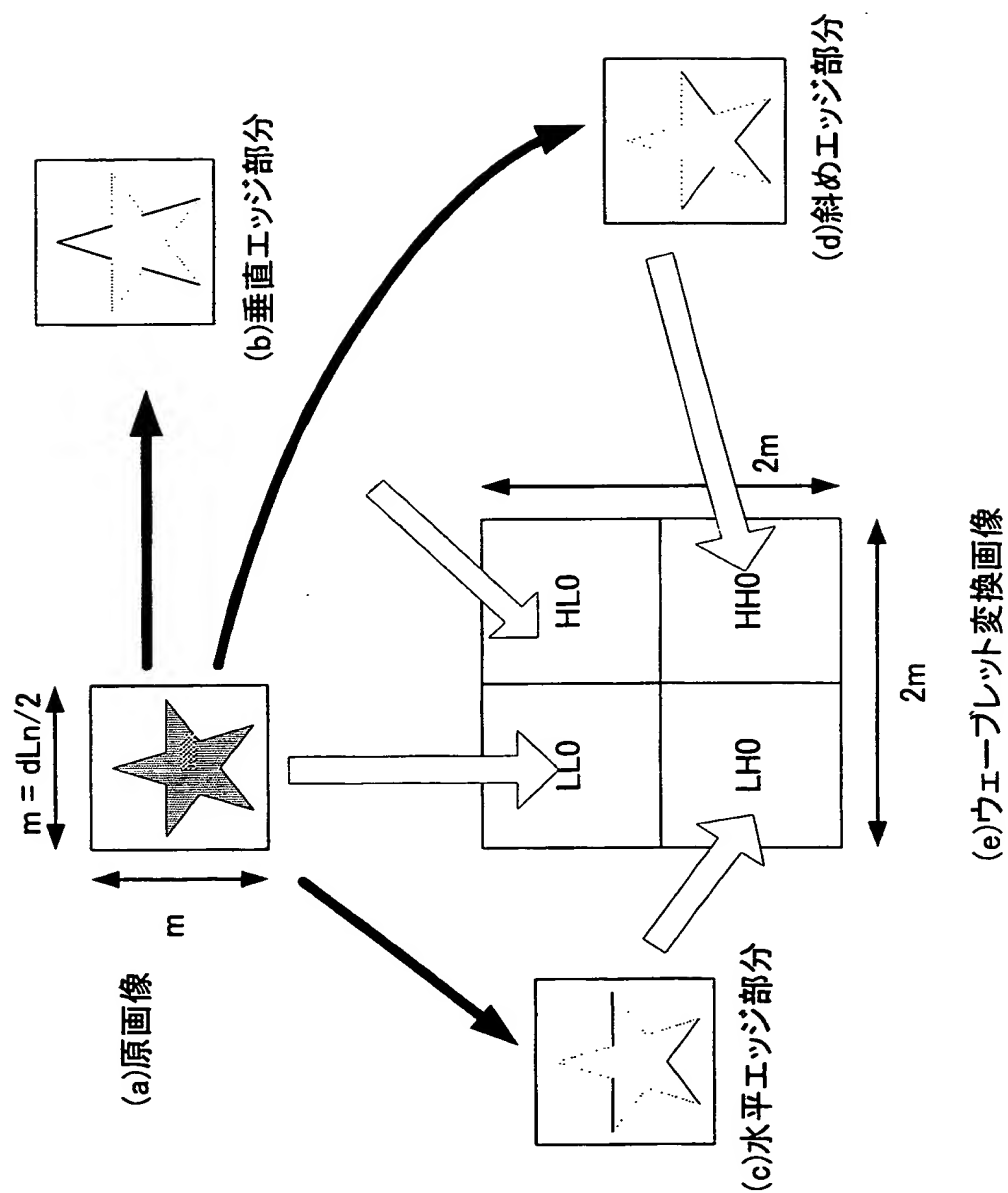 m = dLn/2
m
(a)原画像
(b)垂直エッジ部分
(c)水平エッジ部分
(d)斜めエッジ部分
LL0
HL0
LH0
HH0
2m
2m
(e)ウェーブレット変換画像